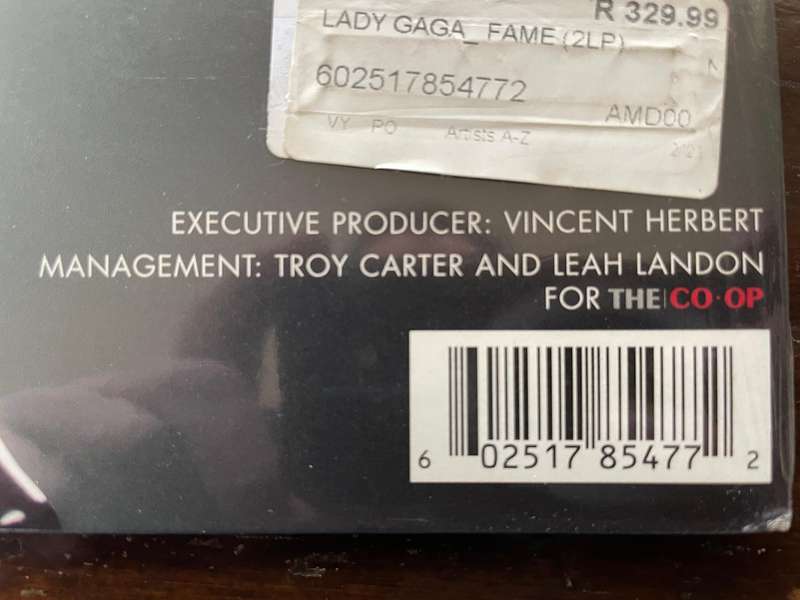 R 329.99
LADY GAGA_ FAME (2LP)
602517854772
AMD00
VY PO Artists A-Z
EXECUTIVE PRODUCER: VINCENT HERBERT
MANAGEMENT: TROY CARTER AND LEAH LANDON
FOR THE|CO·OP
6 02517 85477 2